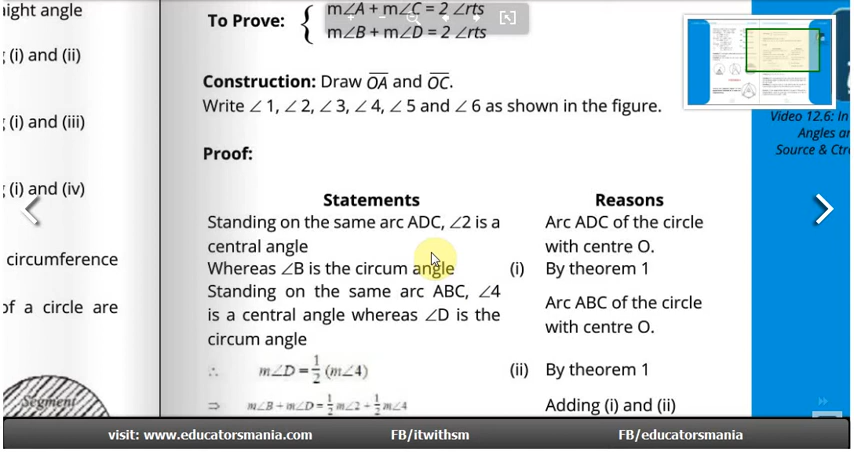 night angle
; (i) and (ii)
; (i) and (iii)
; (i) and (iv)
circumference
of a circle are
Segment
To Prove: { m∠A + m∠C = 2 ∠rts
m∠B + m∠D = 2 ∠rts
Construction: Draw OA and OC.
Write ∠ 1, ∠ 2, ∠ 3, ∠ 4, ∠ 5 and ∠ 6 as shown in the figure.
Proof:
Statements Reasons
Standing on the same arc ADC, ∠2 is a Arc ADC of the circle
central angle with centre O.
Whereas ∠B is the circum angle (i) By theorem 1
Standing on the same arc ABC, ∠4 Arc ABC of the circle
is a central angle whereas ∠D is the with centre O.
circum angle
∴ m∠D = 1/2 (m∠4) (ii) By theorem 1
⇒ m∠B + m∠D = 1/2 m∠2 + 1/2 m∠4 Adding (i) and (ii)
Video 12.6: In
Angles ar
Source & Ctr
visit: www.educatorsmania.com FB/itwithsm FB/educatorsmania